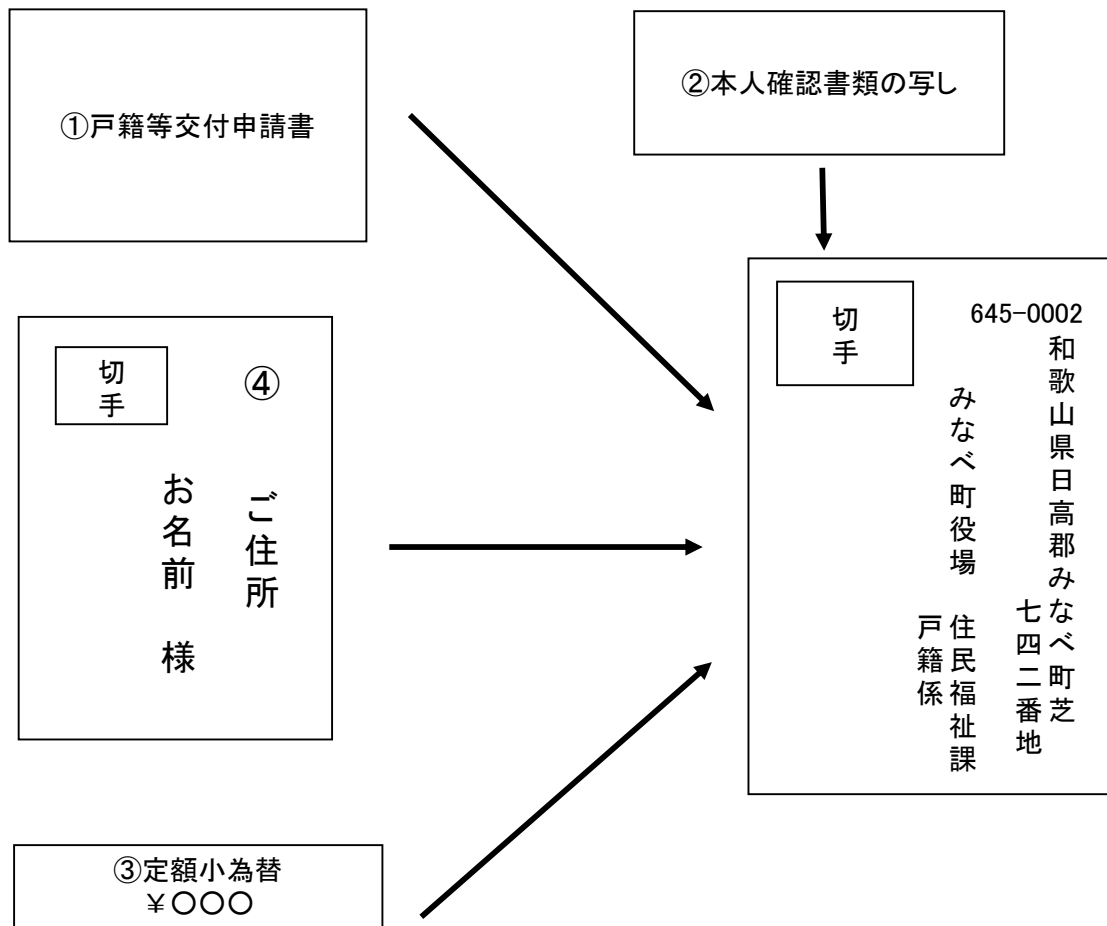 ①戸籍等交付申請書
②本人確認書類の写し
切手
④
ご住所
お名前　様
③定額小為替
￥〇〇〇
切手
645-0002
和歌山県日高郡みなべ町芝
七四二番地
みなべ町役場　住民福祉課
戸籍係